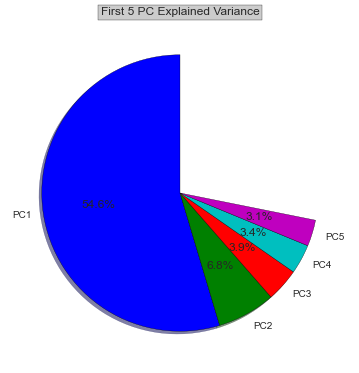 First 5 PC Explained Variance
PC1
3.1%
3.4%
3.9%
6.8%
PC5
PC4
PC3
PC2